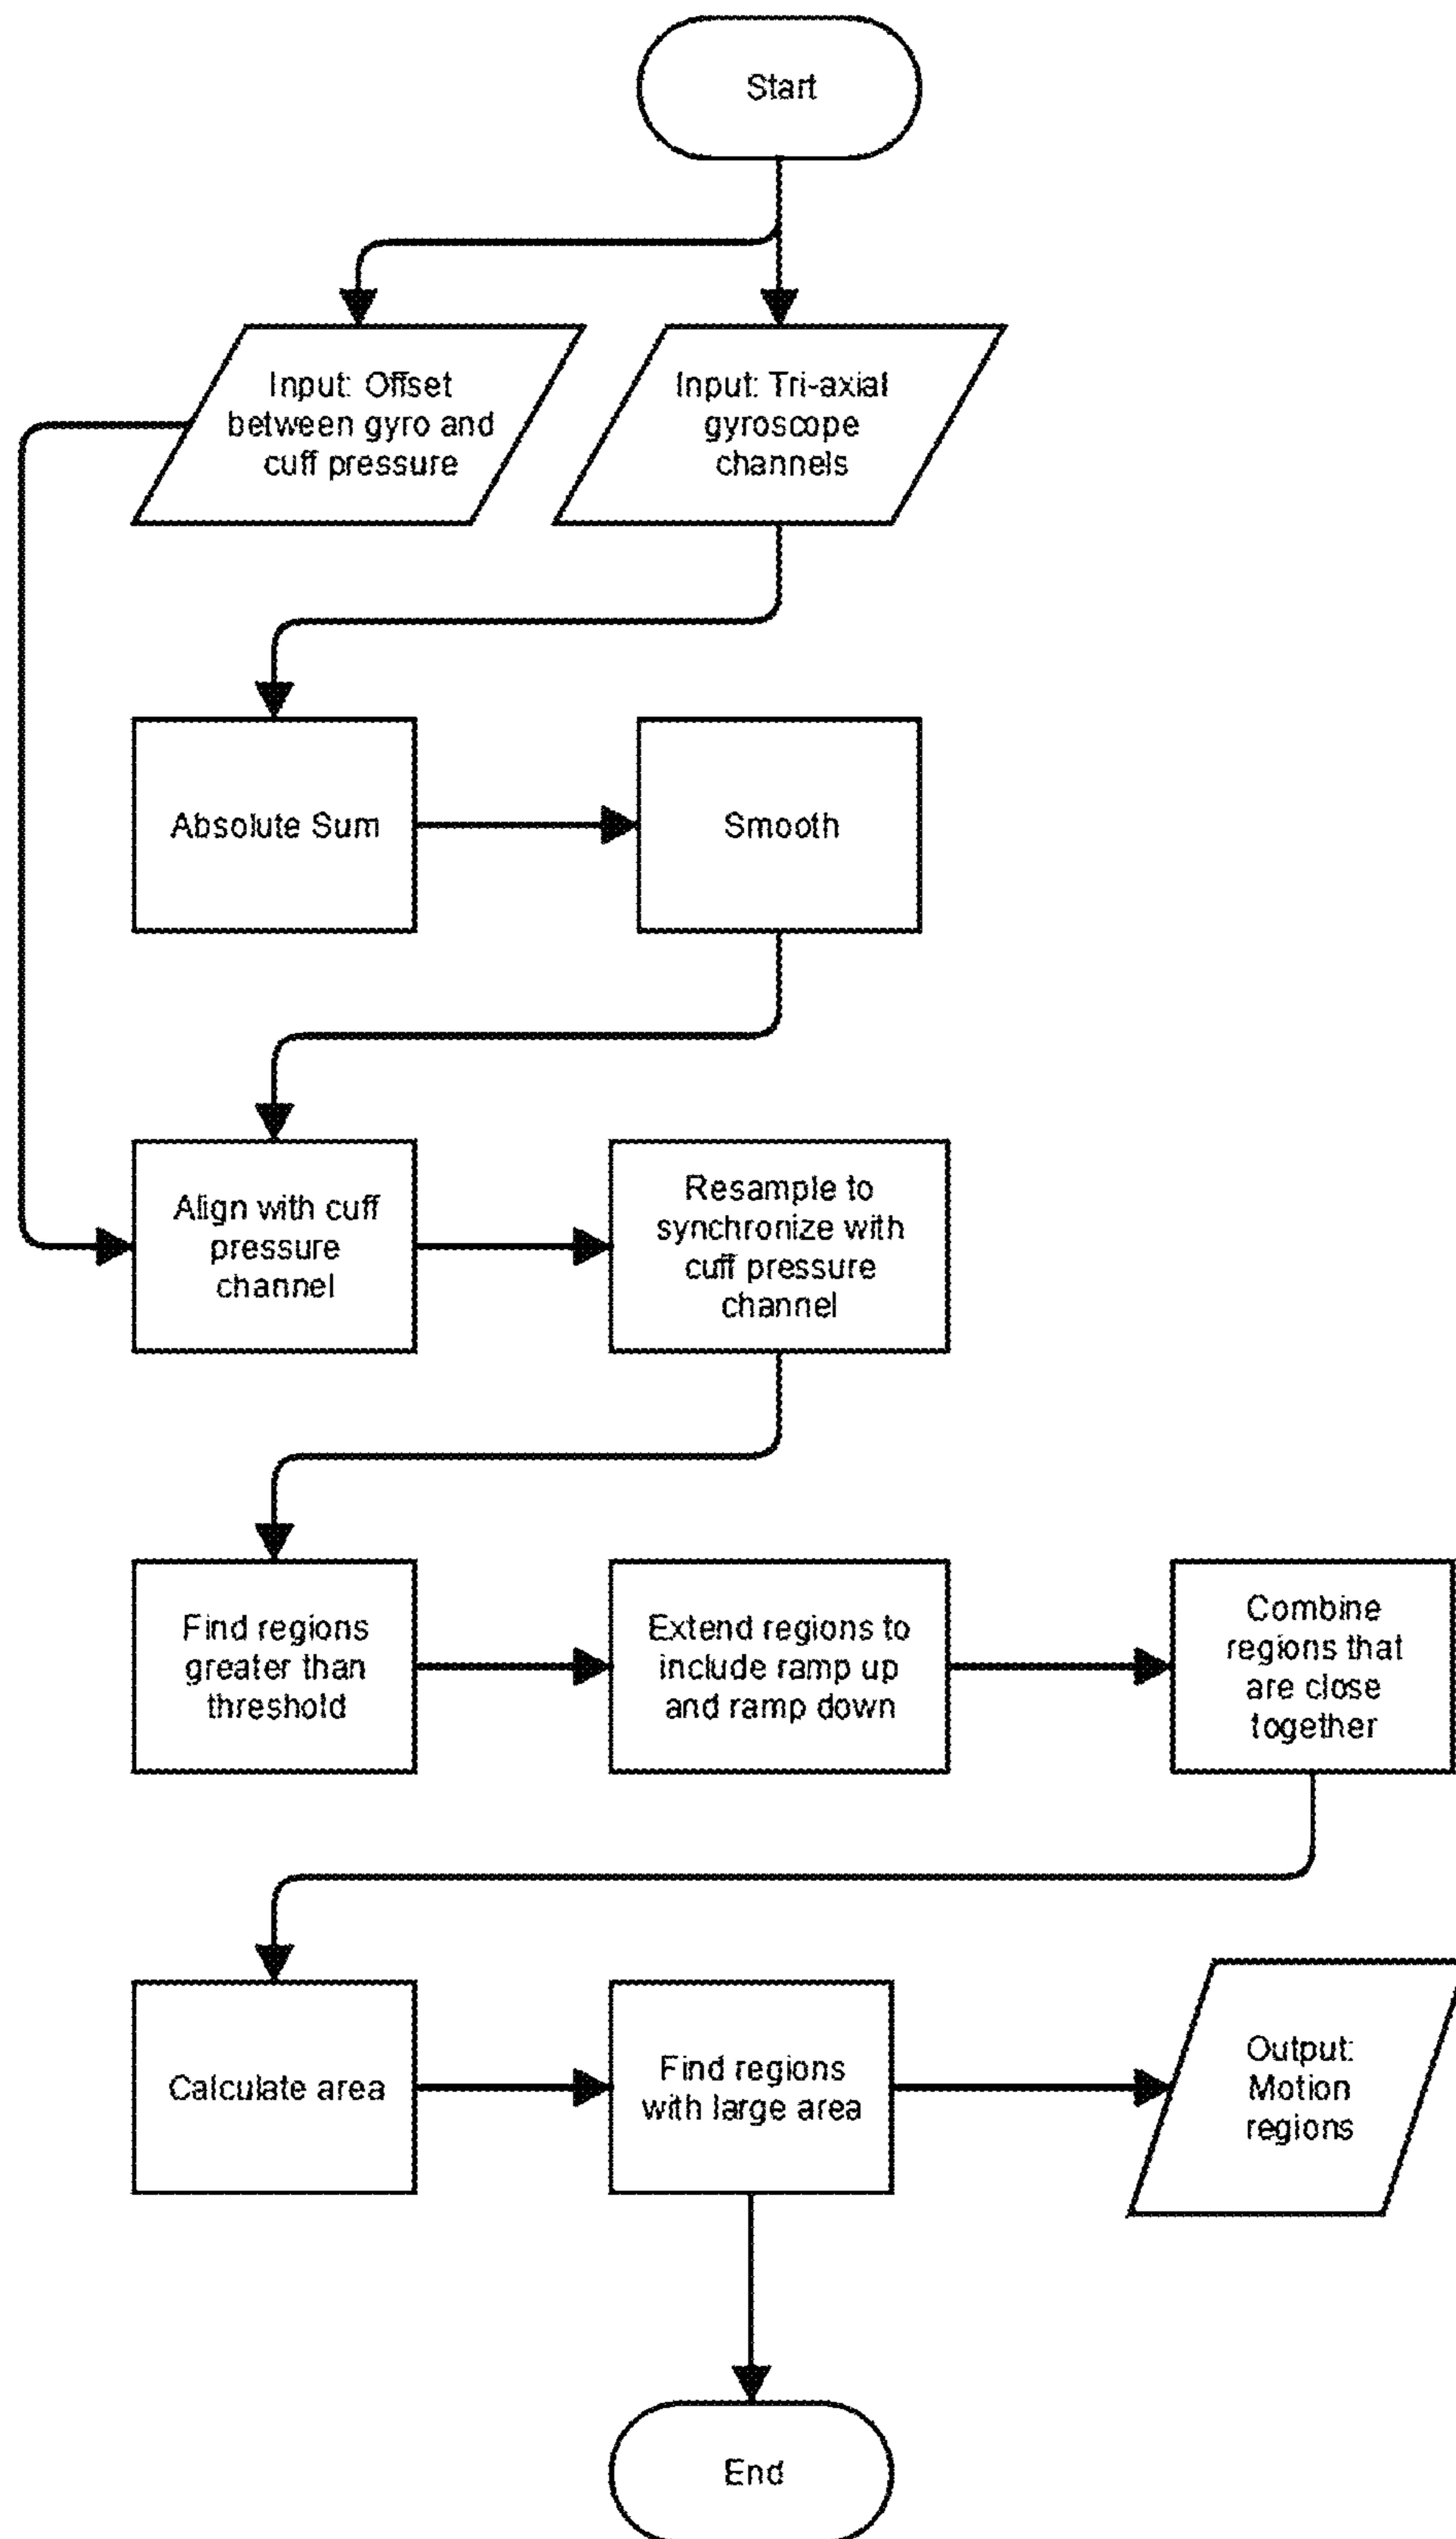 Start
Input: Offset
between gyro and
cuff pressure
Input: Tri-axial
gyroscope
channels
Absolute Sum
Smooth
Align with cuff
pressure
channel
Resample to
synchronize with
cuff pressure
channel
Find regions
greater than
threshold
Extend regions to
include ramp up
and ramp down
Combine
regions that
are close
together
Calculate area
Find regions
with large area
Output:
Motion
regions
End